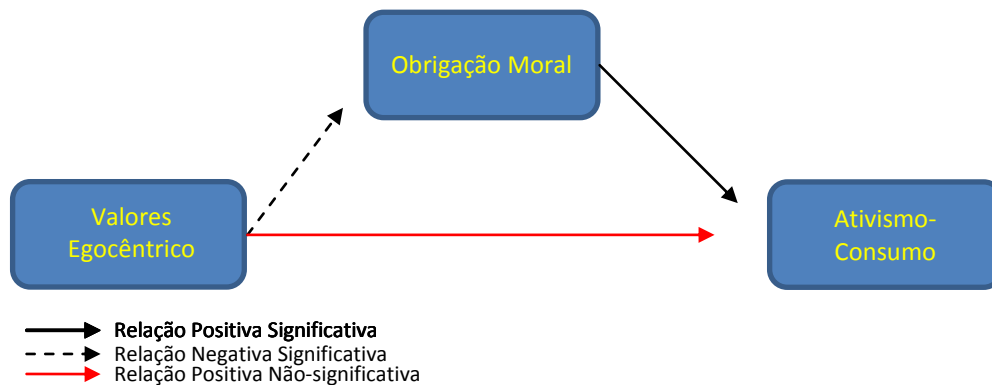 Obrigação Moral
Valores
Egocêntrico
Ativismo-
Consumo
Relação Positiva Significativa
Relação Negativa Significativa
Relação Positiva Não-significativa